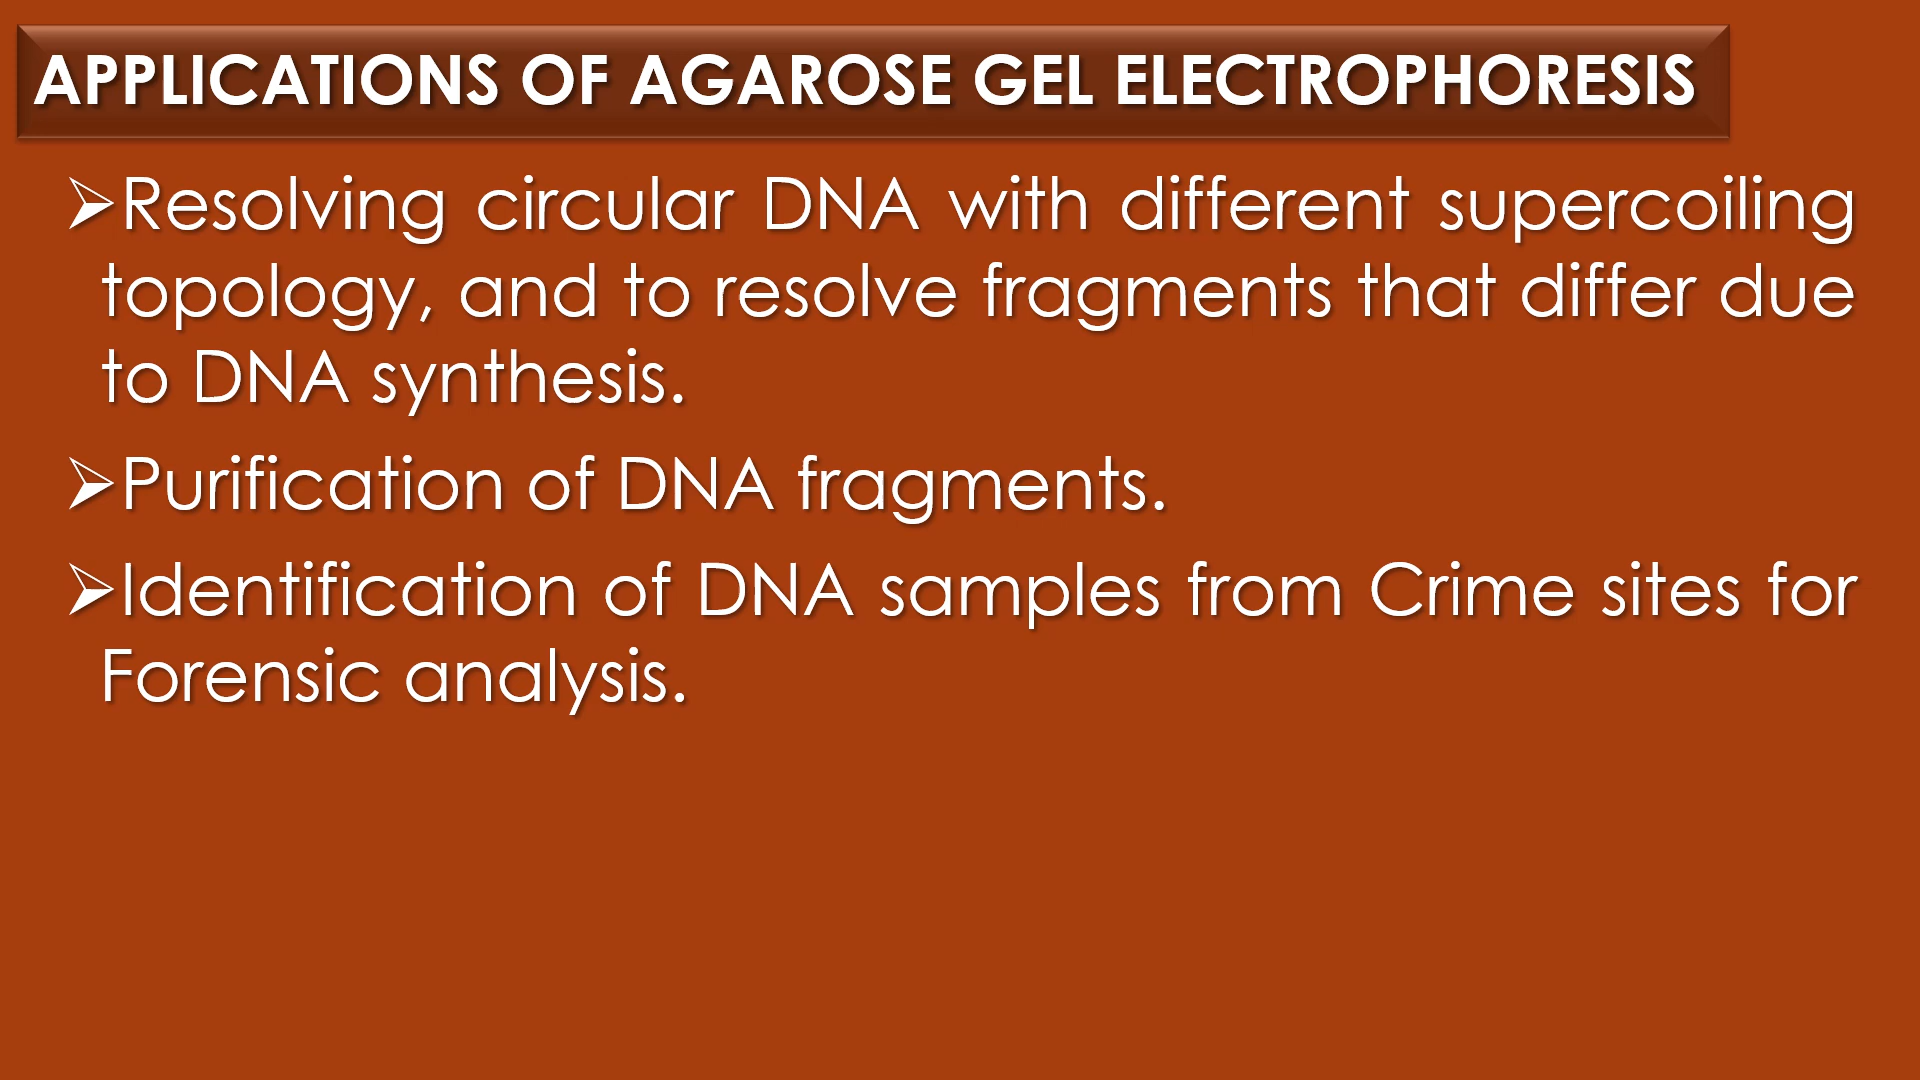 APPLICATIONS OF AGAROSE GEL ELECTROPHORESIS
➢Resolving circular DNA with different supercoiling
topology, and to resolve fragments that differ due
to DNA synthesis.
➢Purification of DNA fragments.
➢Identification of DNA samples from Crime sites for
Forensic analysis.